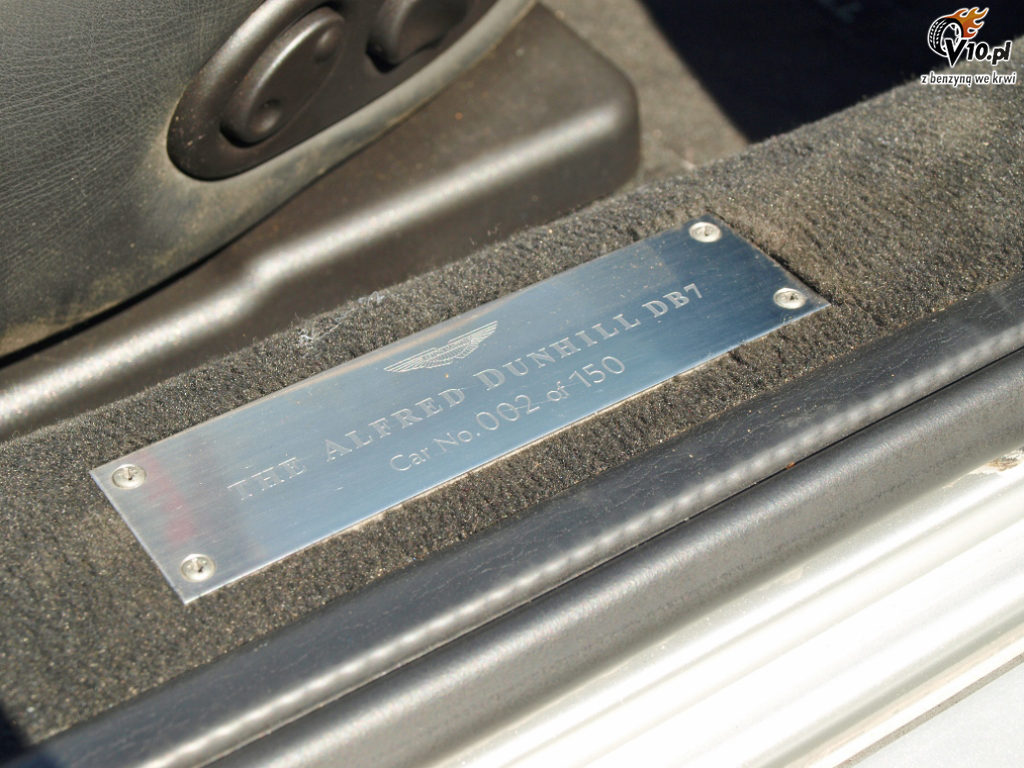 V10.pl
z benzyną we krwi
THE ALFRED DUNHILL DB7
Car No. 002 of 150